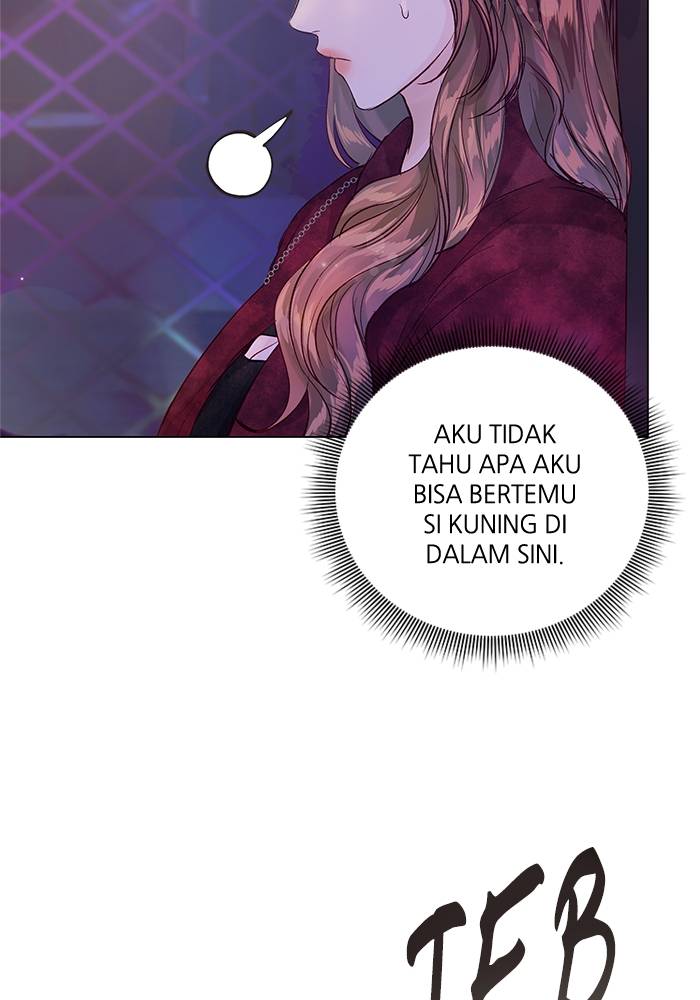 AKU TIDAK
TAHU APA AKU
BISA BERTEMU
SI KUNING DI
DALAM SINI.
TEB